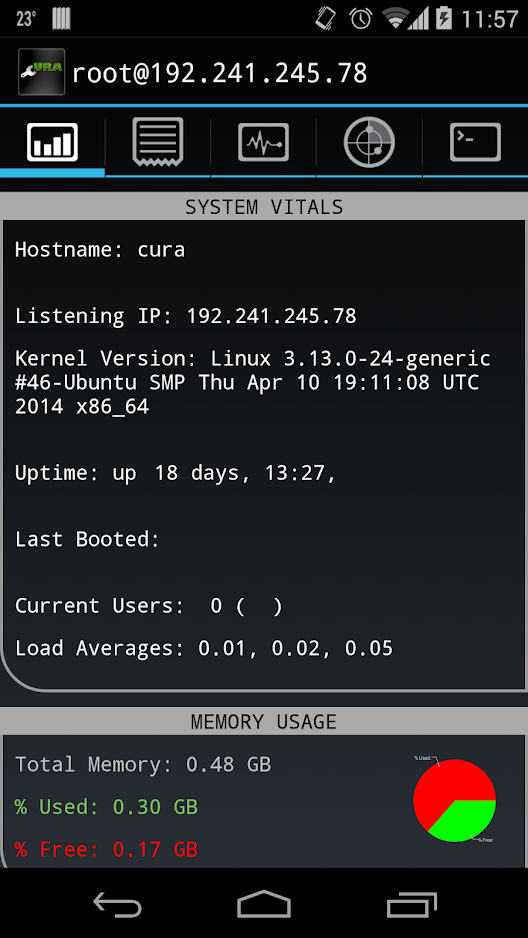 23°
11:57
URA
root@192.241.245.78
SYSTEM VITALS
Hostname: cura
Listening IP: 192.241.245.78
Kernel Version: Linux 3.13.0-24-generic
#46-Ubuntu SMP Thu Apr 10 19:11:08 UTC
2014 x86_64
Uptime: up 18 days, 13:27,
Last Booted:
Current Users: 0 ( )
Load Averages: 0.01, 0.02, 0.05
MEMORY USAGE
% Used:
Total Memory: 0.48 GB
% Used: 0.30 GB
% Free:
% Free: 0.17 GB